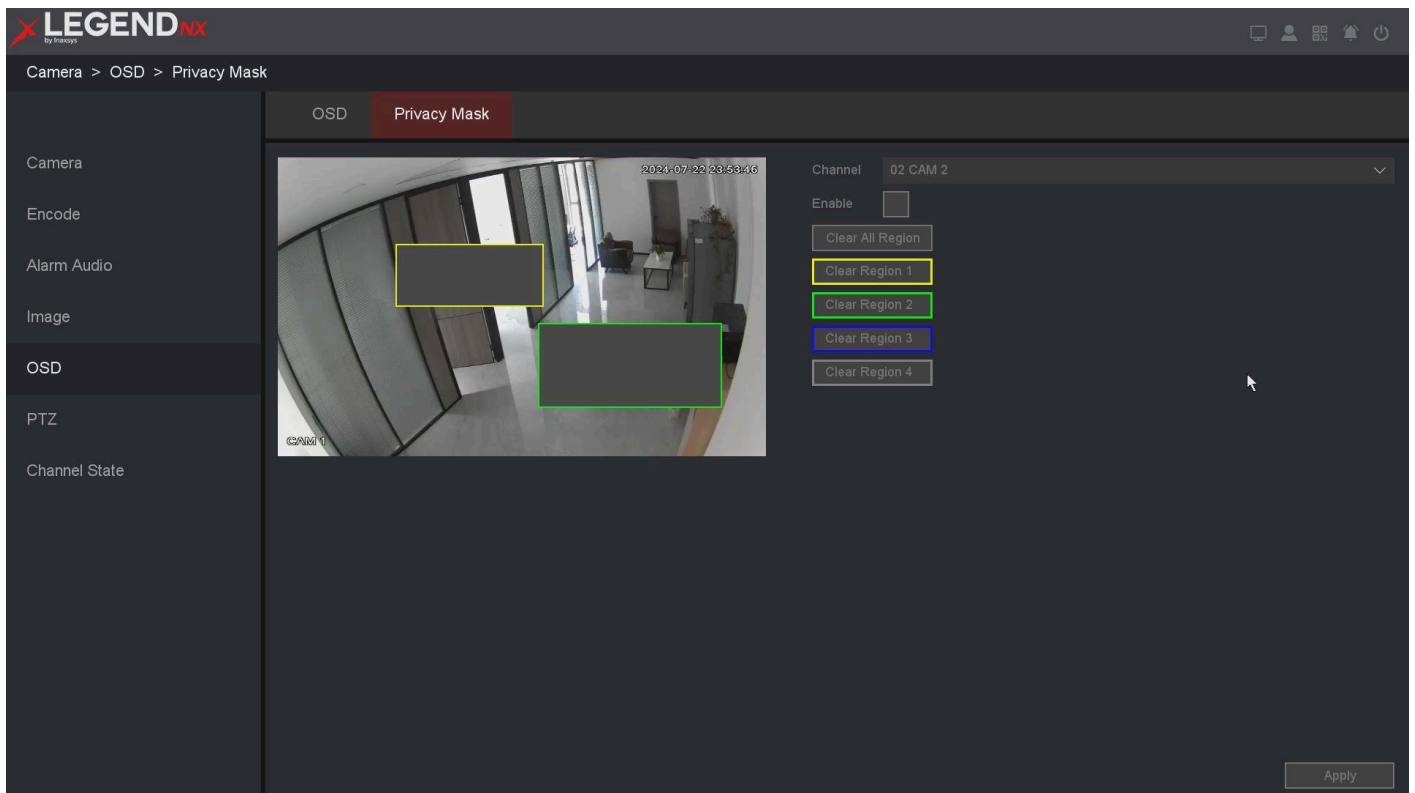 LEGEND NX
by Inaxsys
Camera > OSD > Privacy Mask
OSD
Privacy Mask
Camera
Encode
Alarm Audio
Image
OSD
PTZ
Channel State
2024-07-22 23:53:46
CAM 1
Channel
02 CAM 2
Enable
Clear All Region
Clear Region 1
Clear Region 2
Clear Region 3
Clear Region 4
Apply